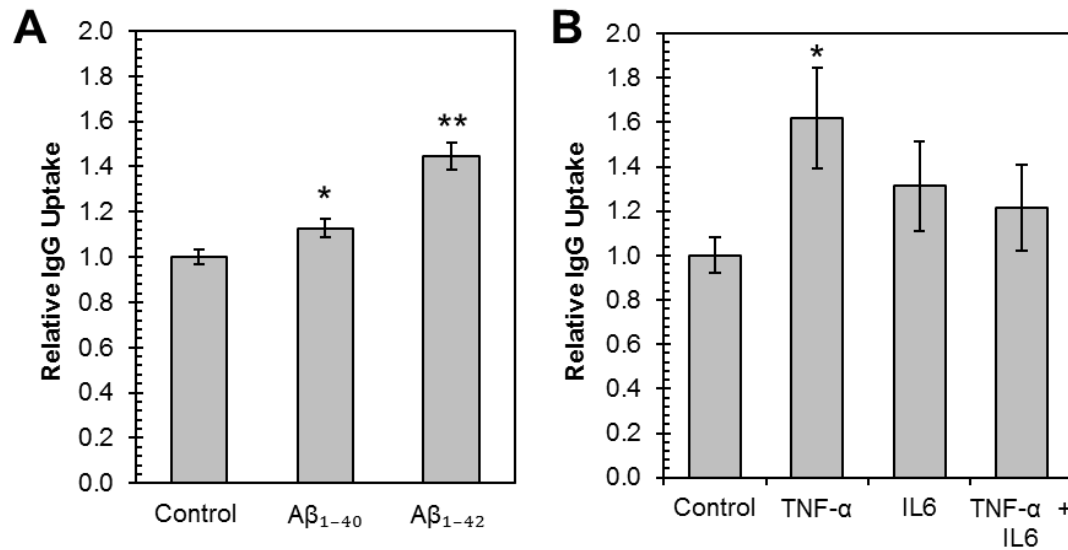 A
Relative IgG Uptake
2.0
1.8
1.6
1.4
1.2
1.0
0.8
0.6
0.4
0.2
0.0
*
**
Control
Aβ₁₋₄₀
Aβ₁₋₄₂
B
Relative IgG Uptake
2.0
1.8
1.6
1.4
1.2
1.0
0.8
0.6
0.4
0.2
0.0
*
Control
TNF-α
IL6
TNF-α +
IL6